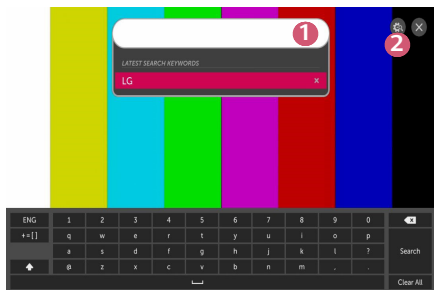 1
2
LATEST SEARCH KEYWORDS
LG x
ENG 1 2 3 4 5 6 7 8 9 0
+=[] q w e r t y u i o p
a s d f g h j k l ? Search
@ z x c v b n m , .
Clear All